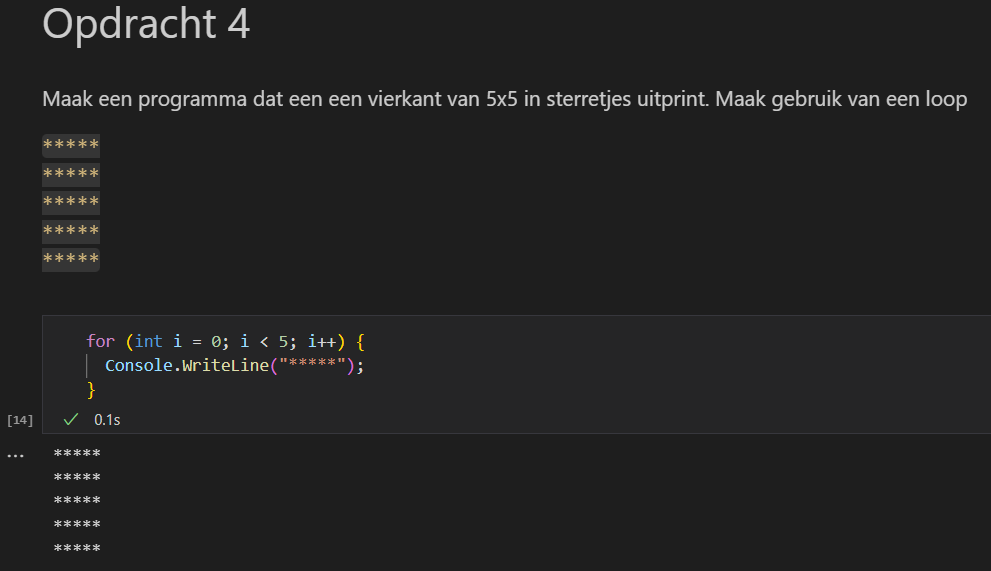 Opdracht 4
Maak een programma dat een een vierkant van 5x5 in sterretjes uitprint. Maak gebruik van een loop
*****
*****
*****
*****
*****
for (int i = 0; i < 5; i++) {
  Console.WriteLine("*****");
}
[14] ✓ 0.1s
... *****
*****
*****
*****
*****